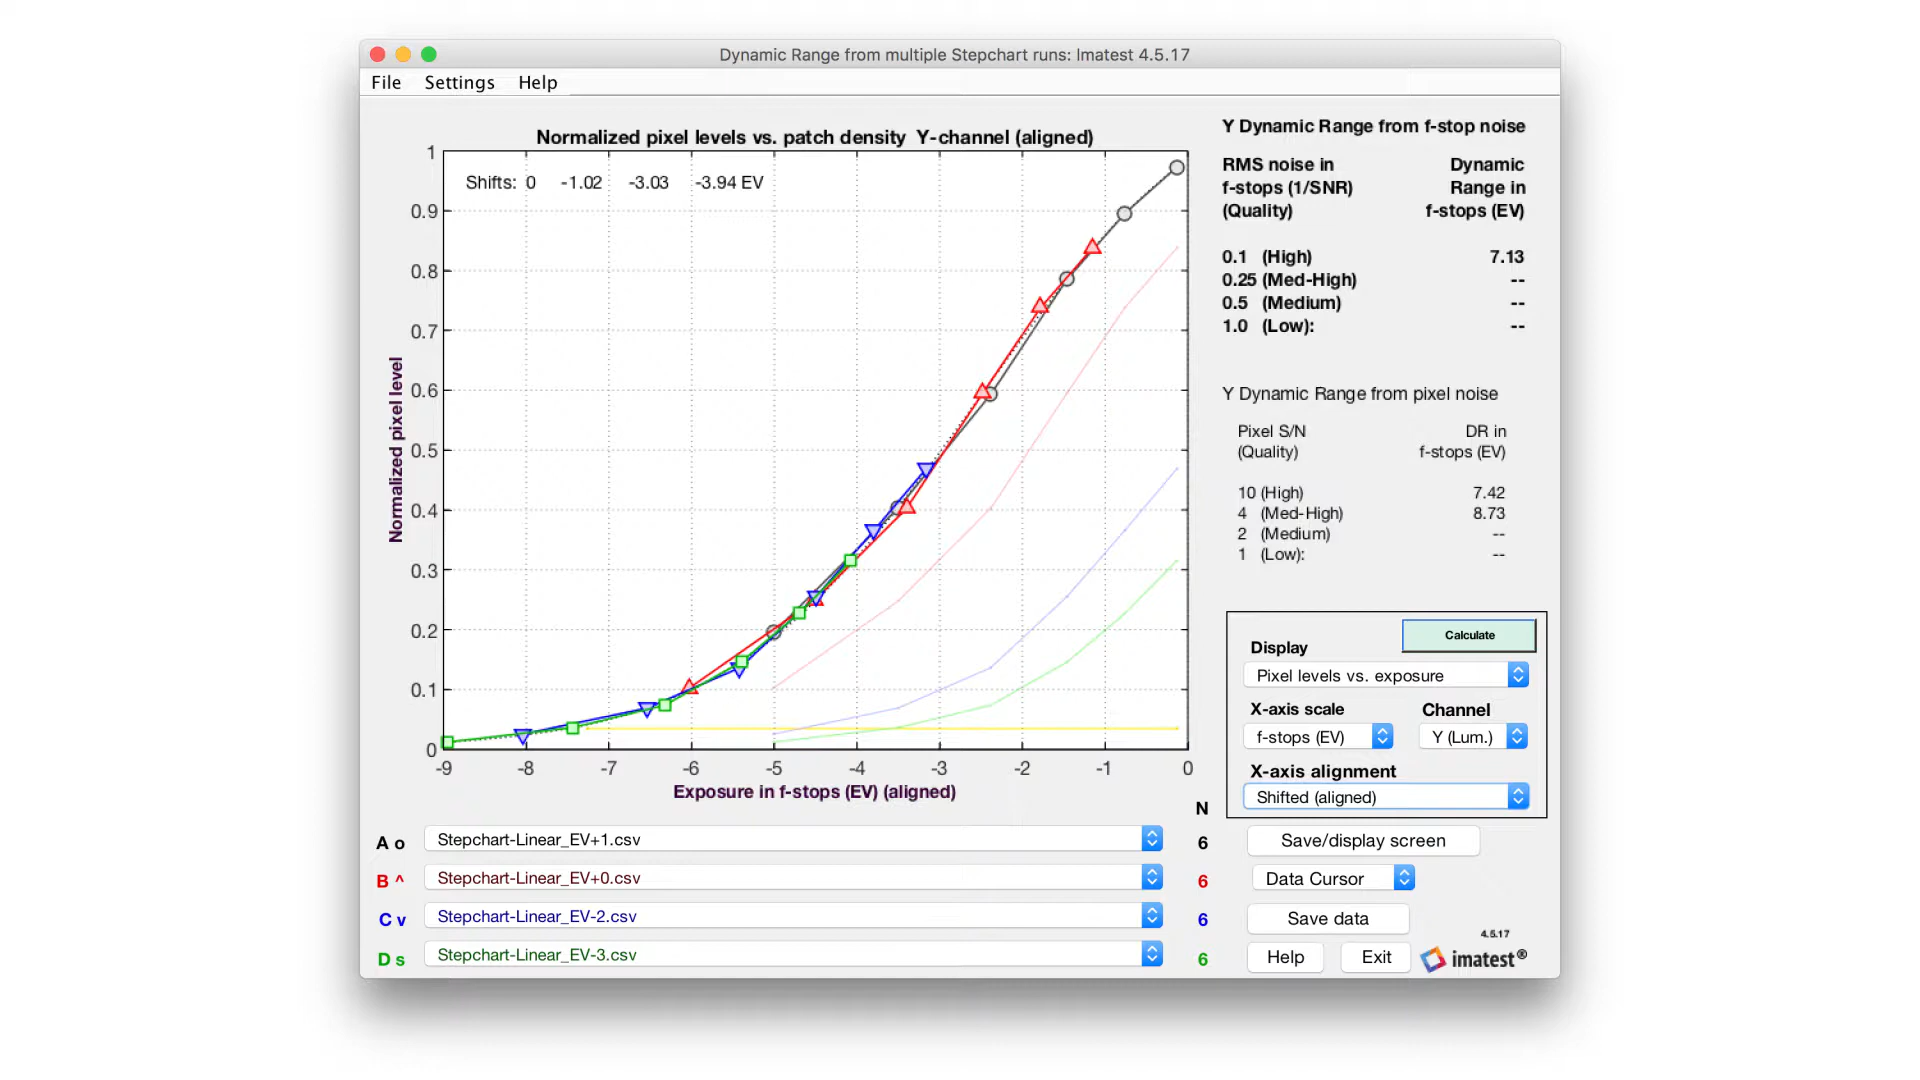 Dynamic Range from multiple Stepchart runs: Imatest 4.5.17
File Settings Help
Normalized pixel levels vs. patch density Y-channel (aligned)
Shifts: 0 -1.02 -3.03 -3.94 EV
1
0.9
0.8
0.7
0.6
0.5
0.4
0.3
0.2
0.1
0
Normalized pixel level
-9 -8 -7 -6 -5 -4 -3 -2 -1 0
Exposure in f-stops (EV) (aligned)
Y Dynamic Range from f-stop noise
RMS noise in Dynamic
f-stops (1/SNR) Range in
(Quality) f-stops (EV)
0.1 (High) 7.13
0.25 (Med-High) --
0.5 (Medium) --
1.0 (Low): --
Y Dynamic Range from pixel noise
Pixel S/N DR in
(Quality) f-stops (EV)
10 (High) 7.42
4 (Med-High) 8.73
2 (Medium) --
1 (Low): --
Calculate
Display
Pixel levels vs. exposure
X-axis scale Channel
f-stops (EV) Y (Lum.)
X-axis alignment
Shifted (aligned)
N
A o Stepchart-Linear_EV+1.csv 6
B ^ Stepchart-Linear_EV+0.csv 6
C v Stepchart-Linear_EV-2.csv 6
D s Stepchart-Linear_EV-3.csv 6
Save/display screen
Data Cursor
Save data
4.5.17
Help Exit imatest®